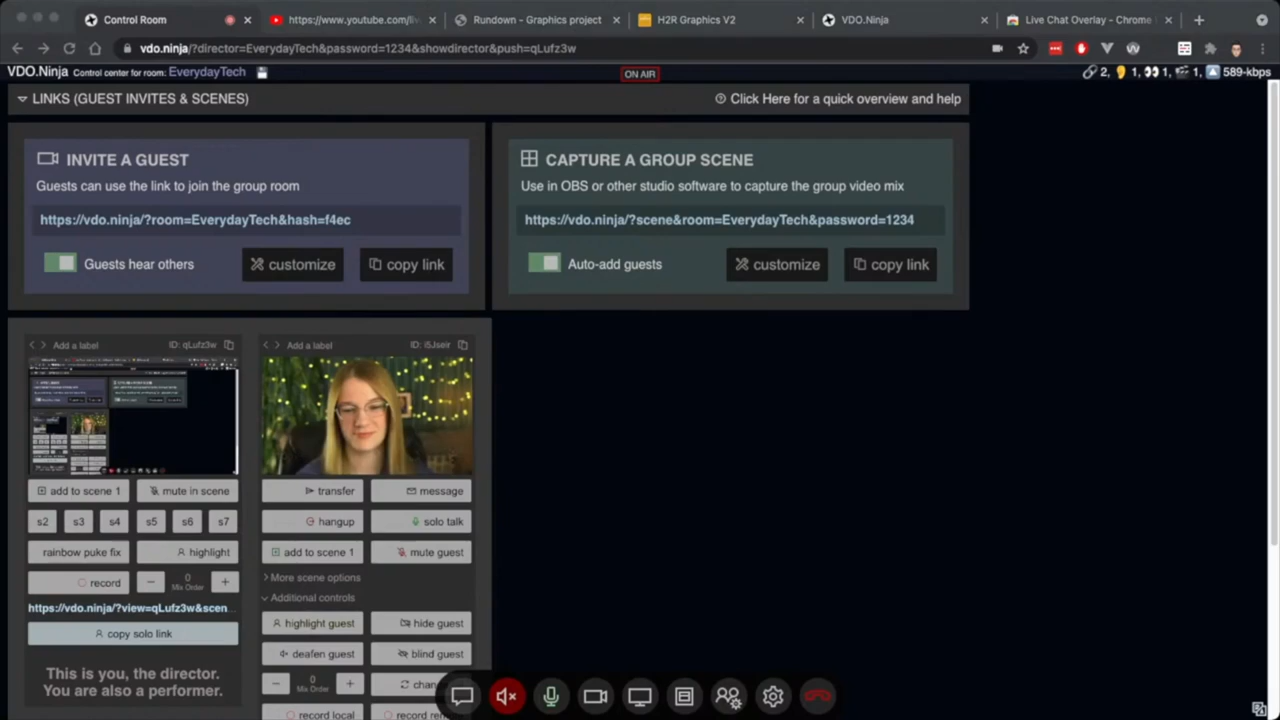 Control Room
https://www.youtube.com/li
Rundown - Graphics project
H2R Graphics V2
VDO.Ninja
Live Chat Overlay - Chrome
vdo.ninja/?director=EverydayTech&password=1234&showdirector&push=qLufz3w
VDO.Ninja Control center for room: EverydayTech
ON AIR
2, 1, 1, 1, 589-kbps
LINKS (GUEST INVITES & SCENES)
Click Here for a quick overview and help
INVITE A GUEST
Guests can use the link to join the group room
https://vdo.ninja/?room=EverydayTech&hash=f4ec
Guests hear others
customize
copy link
CAPTURE A GROUP SCENE
Use in OBS or other studio software to capture the group video mix
https://vdo.ninja/?scene&room=EverydayTech&password=1234
Auto-add guests
customize
copy link
Add a label
ID: qLufz3w
add to scene 1
mute in scene
s2 s3 s4 s5 s6 s7
rainbow puke fix
highlight
record
− 0 +
Mix Order
https://vdo.ninja/?view=qLufz3w&scen...
copy solo link
This is you, the director.
You are also a performer.
Add a label
ID: i5Jseir
transfer
message
hangup
solo talk
add to scene 1
mute guest
More scene options
Additional controls
highlight guest
hide guest
deafen guest
blind guest
− 0 +
Mix Order
record local